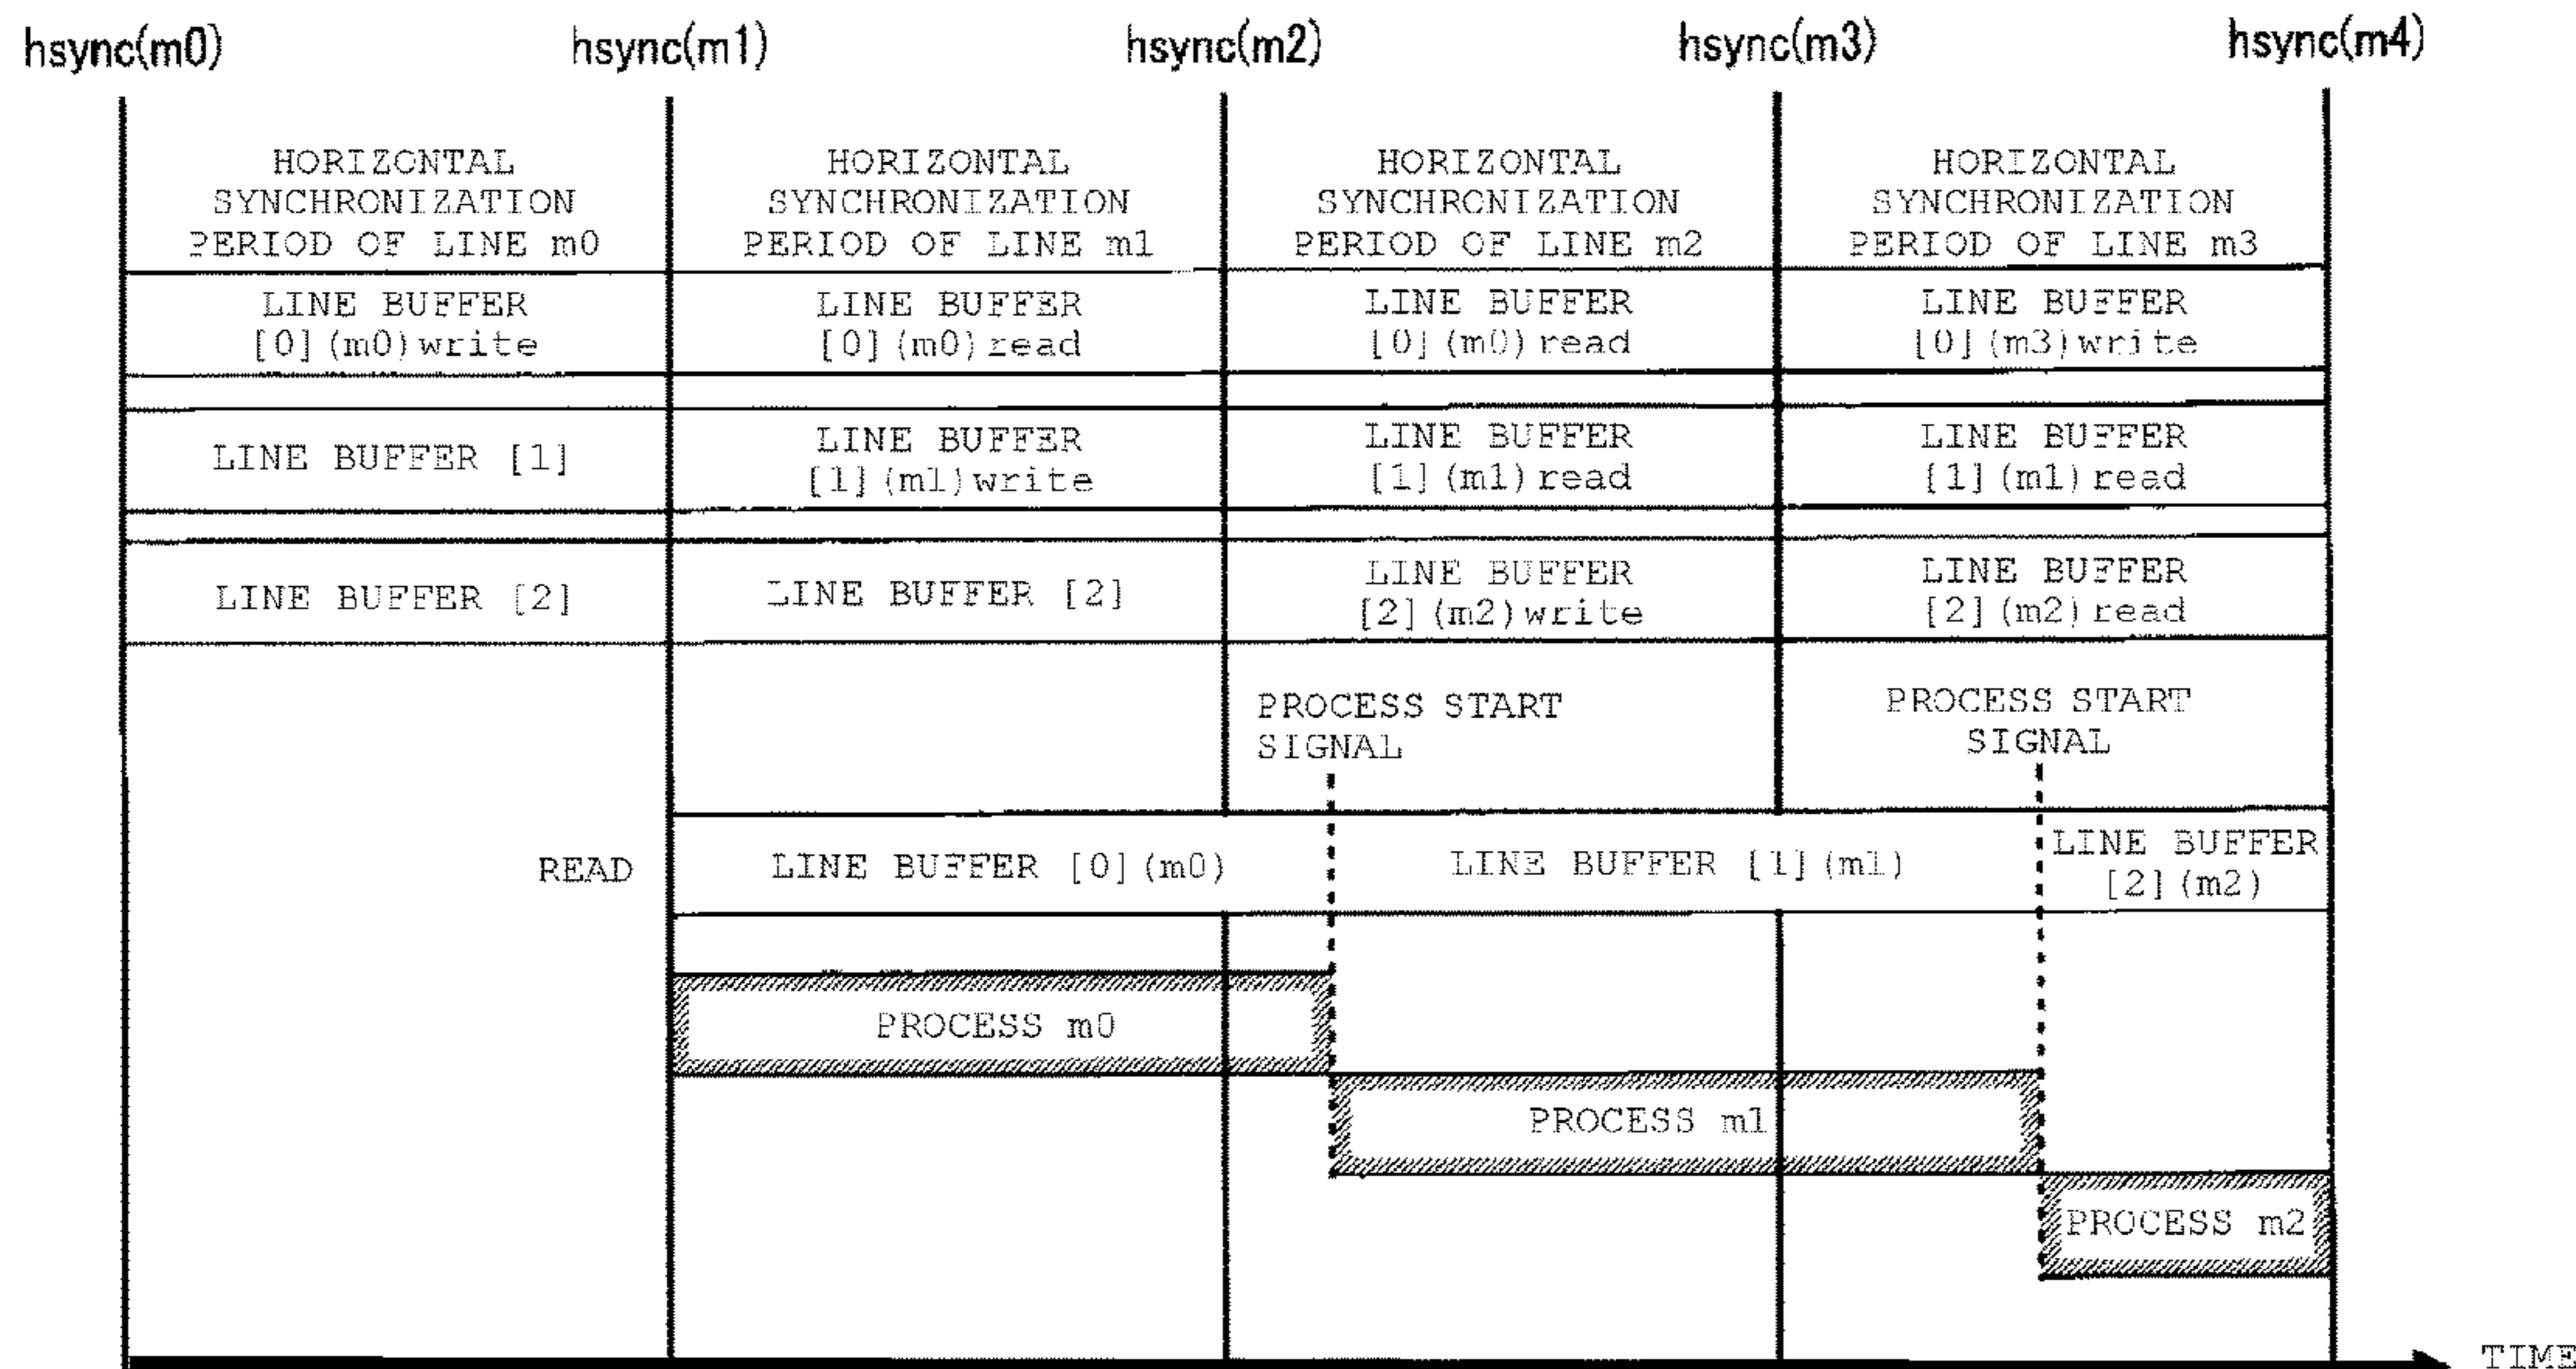 hsync(m0) hsync(m1) hsync(m2) hsync(m3) hsync(m4)
HORIZONTAL
SYNCHRONIZATION
PERIOD OF LINE m0
HORIZONTAL
SYNCHRONIZATION
PERIOD OF LINE m1
HORIZONTAL
SYNCHRONIZATION
PERIOD OF LINE m2
HORIZONTAL
SYNCHRONIZATION
PERIOD OF LINE m3
LINE BUFFER
[0](m0)write
LINE BUFFER
[0](m0)read
LINE BUFFER
[0](m0)read
LINE BUFFER
[0](m3)write
LINE BUFFER [1]
LINE BUFFER
[1](m1)write
LINE BUFFER
[1](m1)read
LINE BUFFER
[1](m1)read
LINE BUFFER [2]
LINE BUFFER [2]
LINE BUFFER
[2](m2)write
LINE BUFFER
[2](m2)read
PROCESS START
SIGNAL
PROCESS START
SIGNAL
READ
LINE BUFFER [0](m0)
LINE BUFFER [1](m1)
LINE BUFFER
[2](m2)
PROCESS m0
PROCESS m1
PROCESS m2
TIME